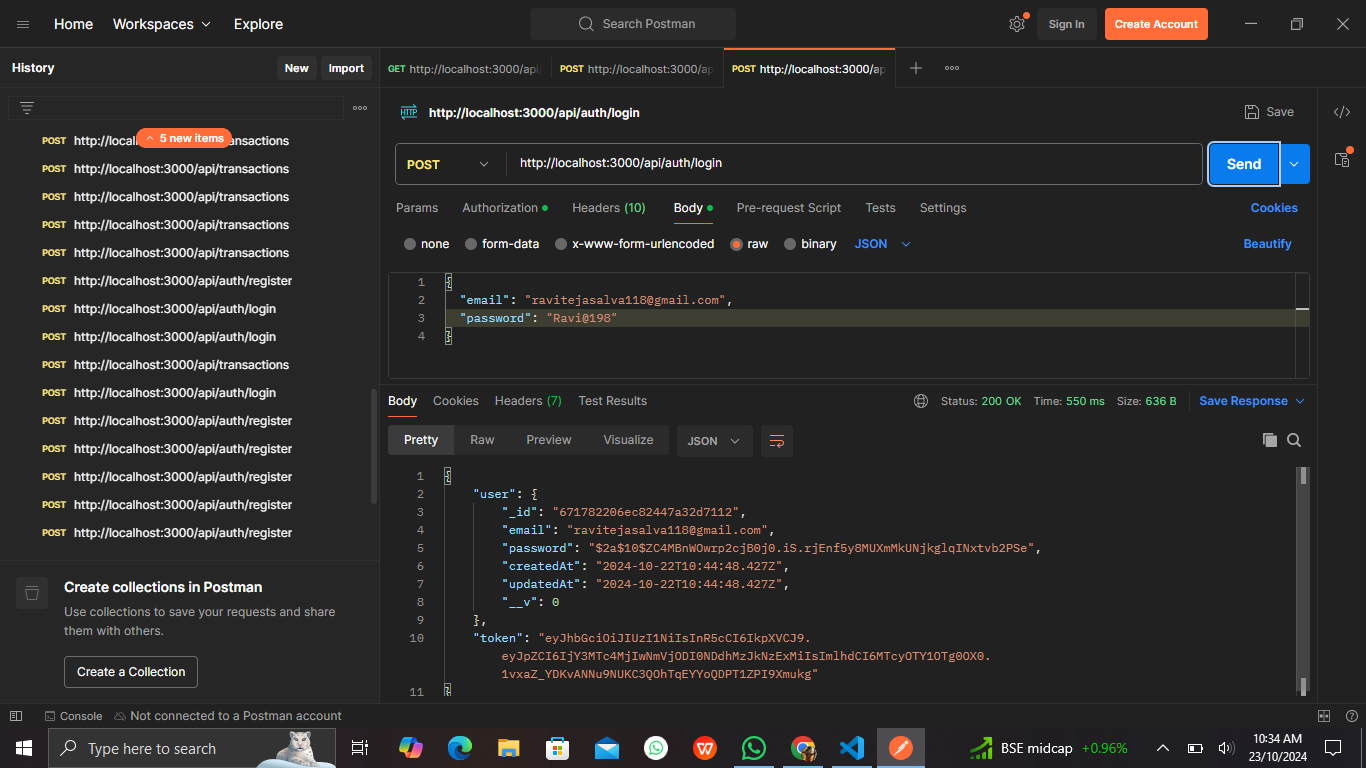 Home Workspaces Explore Search Postman Sign In Create Account
History New Import GET http://localhost:3000/api POST http://localhost:3000/ap POST http://localhost:3000/ap
HTTP http://localhost:3000/api/auth/login Save
5 new items
POST http://local ansactions
POST http://localhost:3000/api/transactions
POST http://localhost:3000/api/transactions
POST http://localhost:3000/api/transactions
POST http://localhost:3000/api/transactions
POST http://localhost:3000/api/auth/register
POST http://localhost:3000/api/auth/login
POST http://localhost:3000/api/auth/login
POST http://localhost:3000/api/transactions
POST http://localhost:3000/api/auth/login
POST http://localhost:3000/api/auth/register
POST http://localhost:3000/api/auth/register
POST http://localhost:3000/api/auth/register
POST http://localhost:3000/api/auth/register
POST http://localhost:3000/api/auth/register
Create collections in Postman
Use collections to save your requests and share
them with others.
Create a Collection
POST http://localhost:3000/api/auth/login Send
Params Authorization Headers (10) Body Pre-request Script Tests Settings Cookies
none form-data x-www-form-urlencoded raw binary JSON Beautify
1 {
2 "email": "ravitejasalva118@gmail.com",
3 "password": "Ravi@198"
4 }
Body Cookies Headers (7) Test Results Status: 200 OK Time: 550 ms Size: 636 B Save Response
Pretty Raw Preview Visualize JSON
1 {
2 "user": {
3 "_id": "671782206ec82447a32d7112",
4 "email": "ravitejasalva118@gmail.com",
5 "password": "$2a$10$ZC4MBnWOwrp2cjB0j0.iS.rjEnf5y8MUXmMkUNjkglqINxtvb2PSe",
6 "createdAt": "2024-10-22T10:44:48.427Z",
7 "updatedAt": "2024-10-22T10:44:48.427Z",
8 "__v": 0
9 },
10 "token": "eyJhbGciOiJIUzI1NiIsInR5cCI6IkpXVCJ9.
eyJpZCI6IjY3MTc4MjIwNmVjODI0NDdhMzJkNzExMiIsImlhdCI6MTcyOTY1OTg0OX0.
1vxaZ_YDKvANNu9NUKC3QOhTqEYYoQDPT1ZPI9Xmukg"
11 }
Console Not connected to a Postman account
Type here to search BSE midcap +0.96% 10:34 AM
23/10/2024